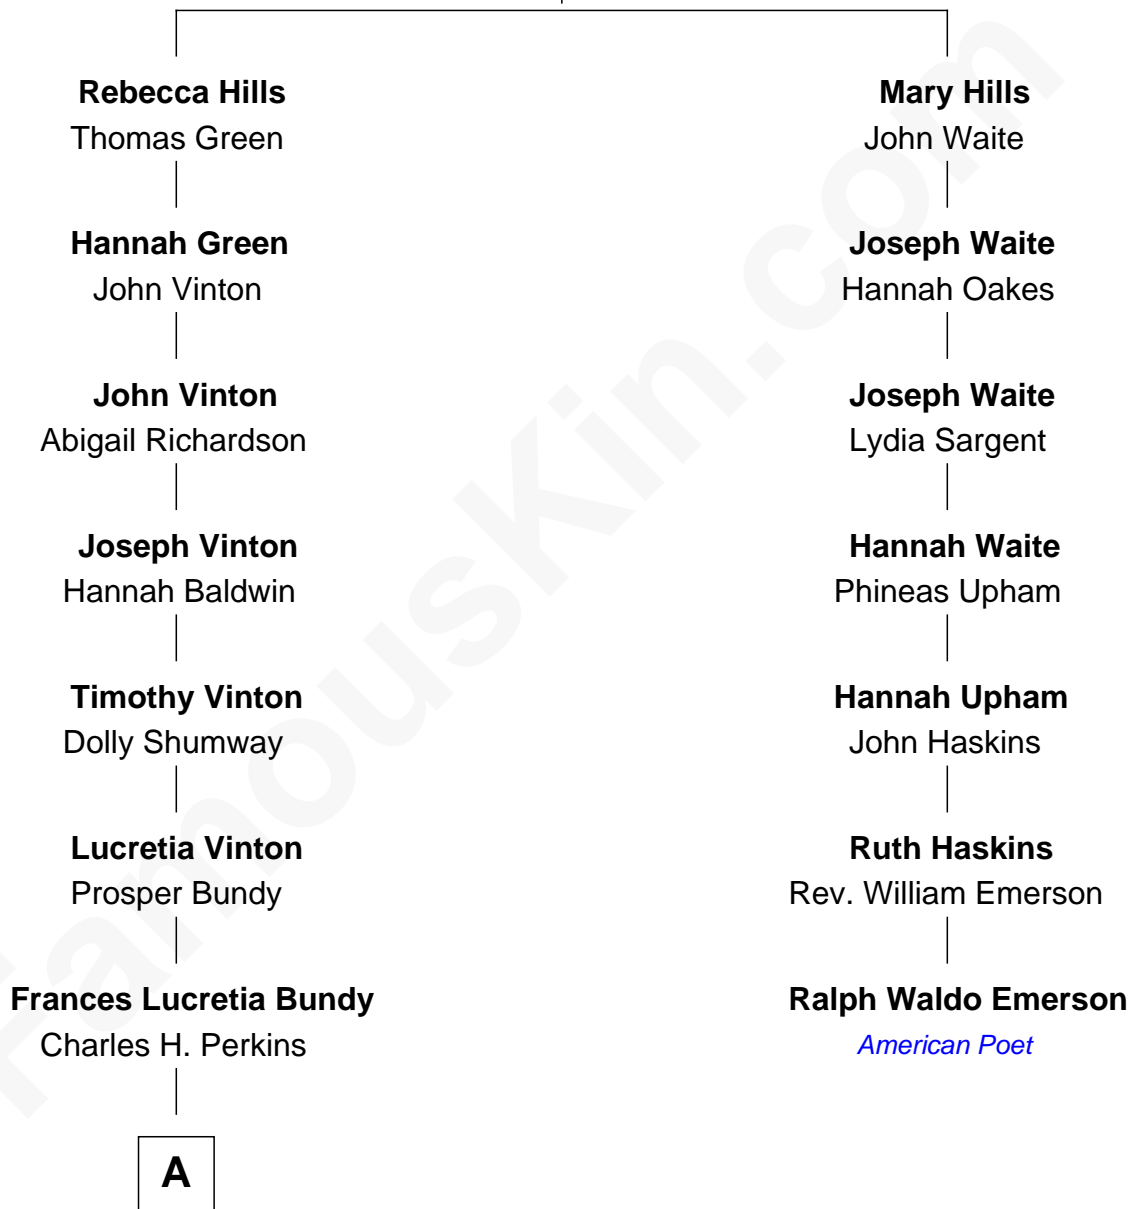 Rebecca Hills
Thomas Green
Hannah Green
John Vinton
John Vinton
Abigail Richardson
Joseph Vinton
Hannah Baldwin
Timothy Vinton
Dolly Shumway
Lucretia Vinton
Prosper Bundy
Frances Lucretia Bundy
Charles H. Perkins
A
Mary Hills
John Waite
Joseph Waite
Hannah Oakes
Joseph Waite
Lydia Sargent
Hannah Waite
Phineas Upham
Hannah Upham
John Haskins
Ruth Haskins
Rev. William Emerson
Ralph Waldo Emerson
American Poet
FamousKin.com